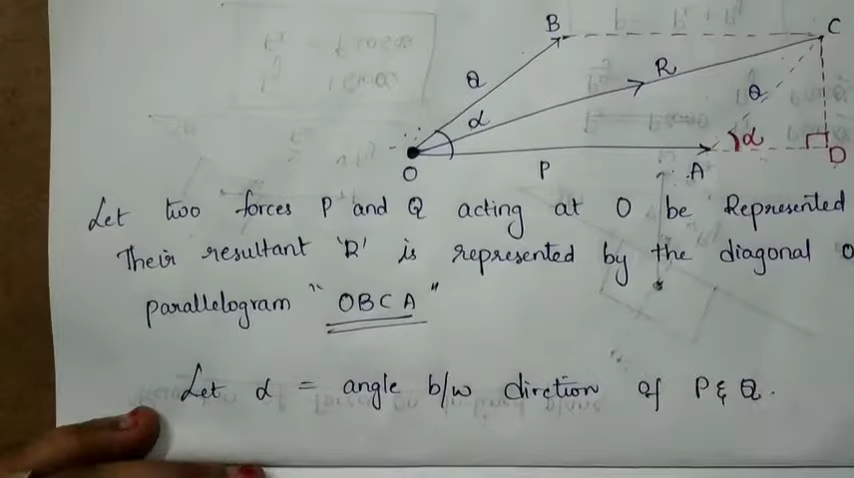 B
C
Q
R
Q
α
α
O
P
A
D
Let two forces P and Q acting at O be Represented
Their resultant 'R' is represented by the diagonal O
parallelogram " OBCA "
Let α = angle b/w dirction of P & Q.